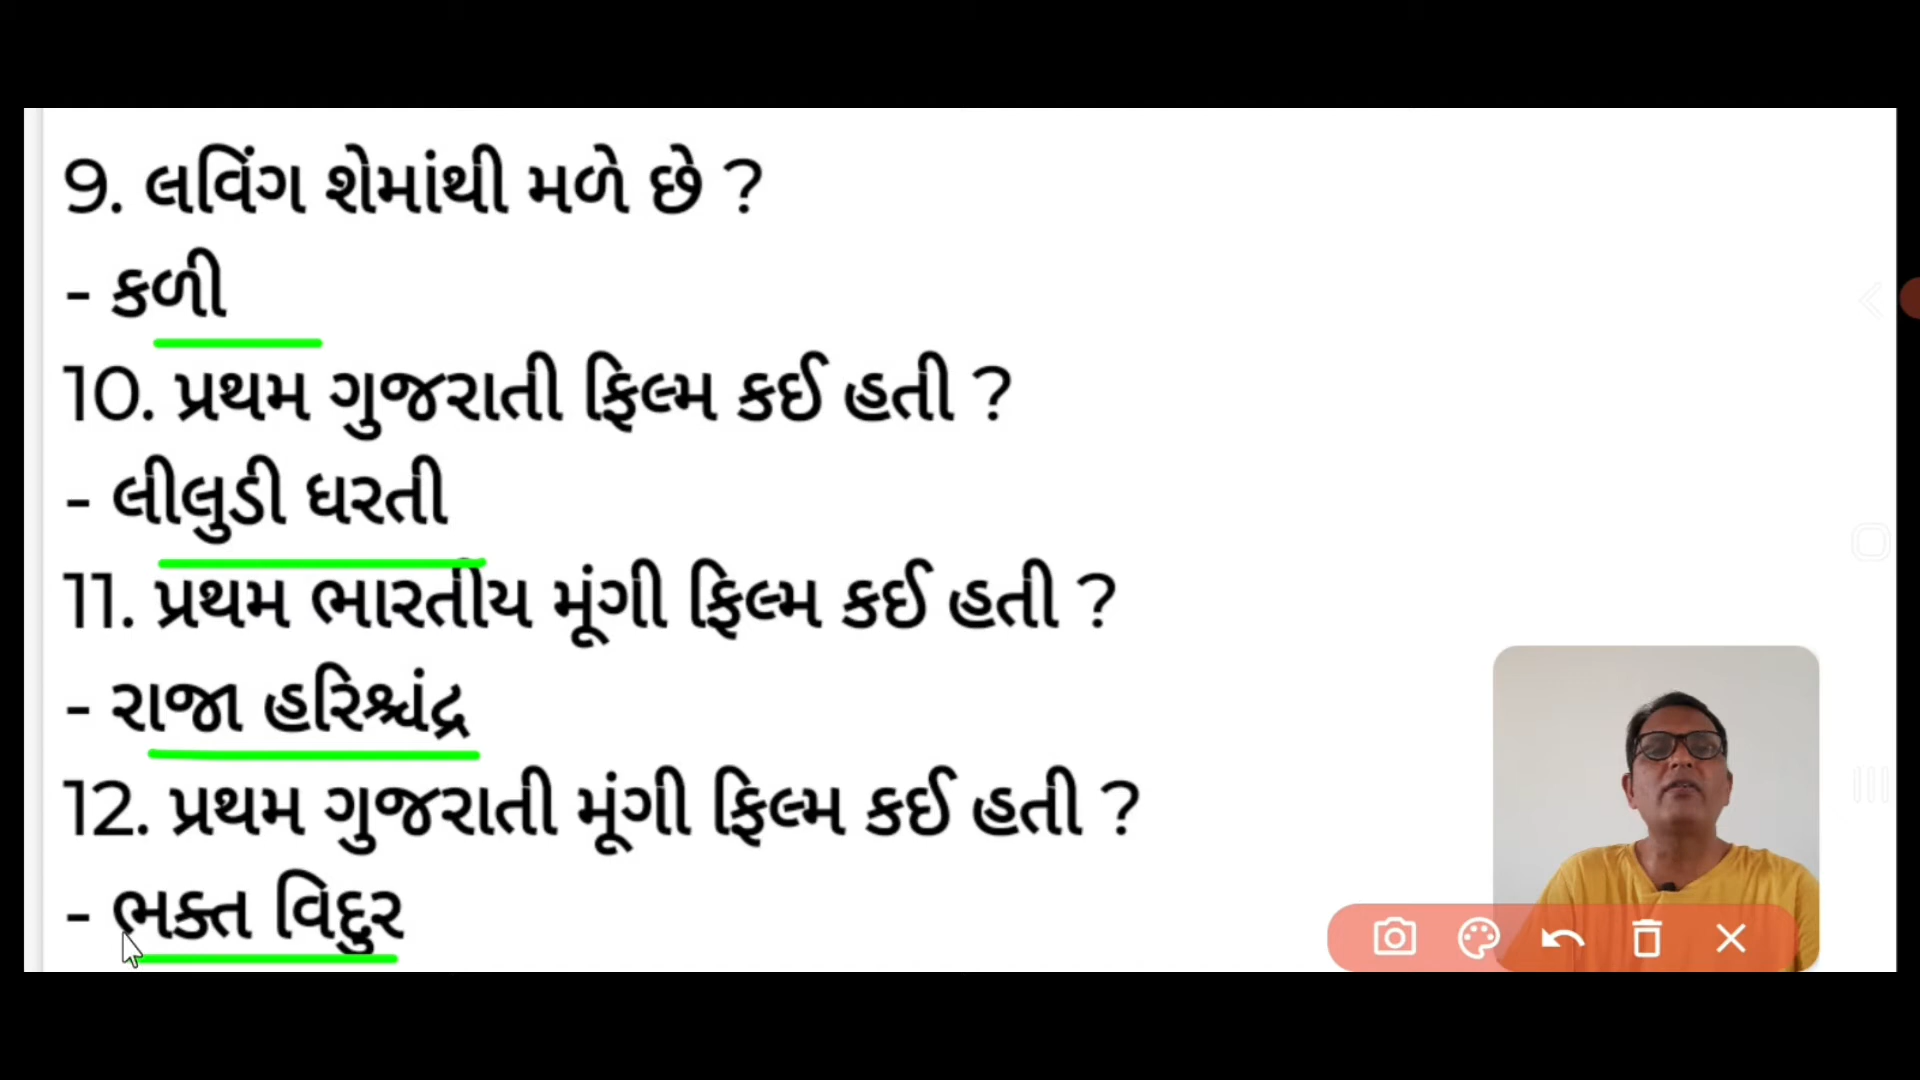 9. લવિંગ શેમાંથી મળે છે ?
- કળી
10. પ્રથમ ગુજરાતી ફિલ્મ કઈ હતી ?
- લીલુડી ધરતી
11. પ્રથમ ભારતીય મૂંગી ફિલ્મ કઈ હતી ?
- રાજા હરિશ્ચંદ્ર
12. પ્રથમ ગુજરાતી મૂંગી ફિલ્મ કઈ હતી ?
- ભક્ત વિદુર